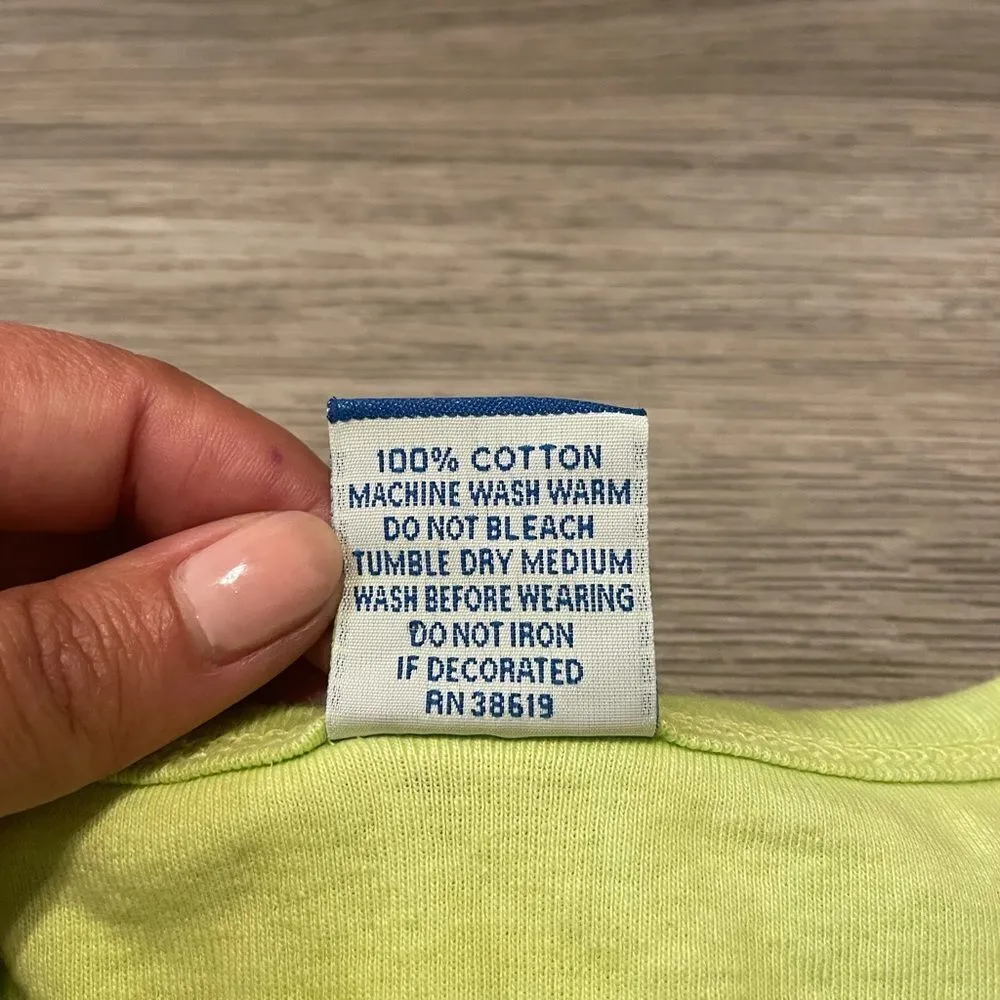 100% COTTON
MACHINE WASH WARM
DO NOT BLEACH
TUMBLE DRY MEDIUM
WASH BEFORE WEARING
DO NOT IRON
IF DECORATED
RN 38619